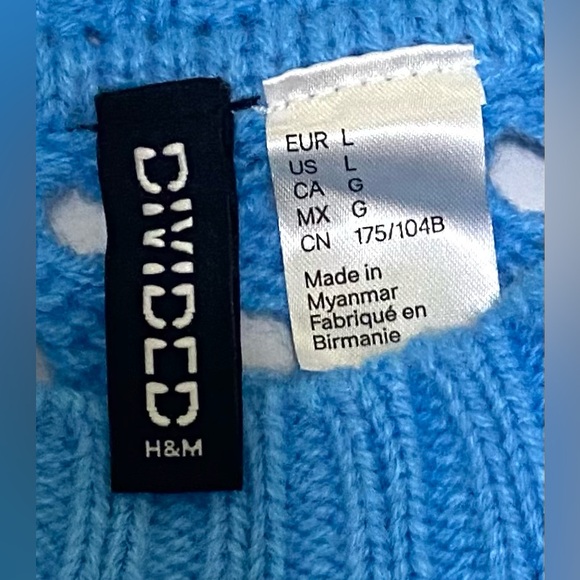 DIVIDED
H&M
EUR L
US L
CA G
MX G
CN 175/104B
Made in
Myanmar
Fabriqué en
Birmanie